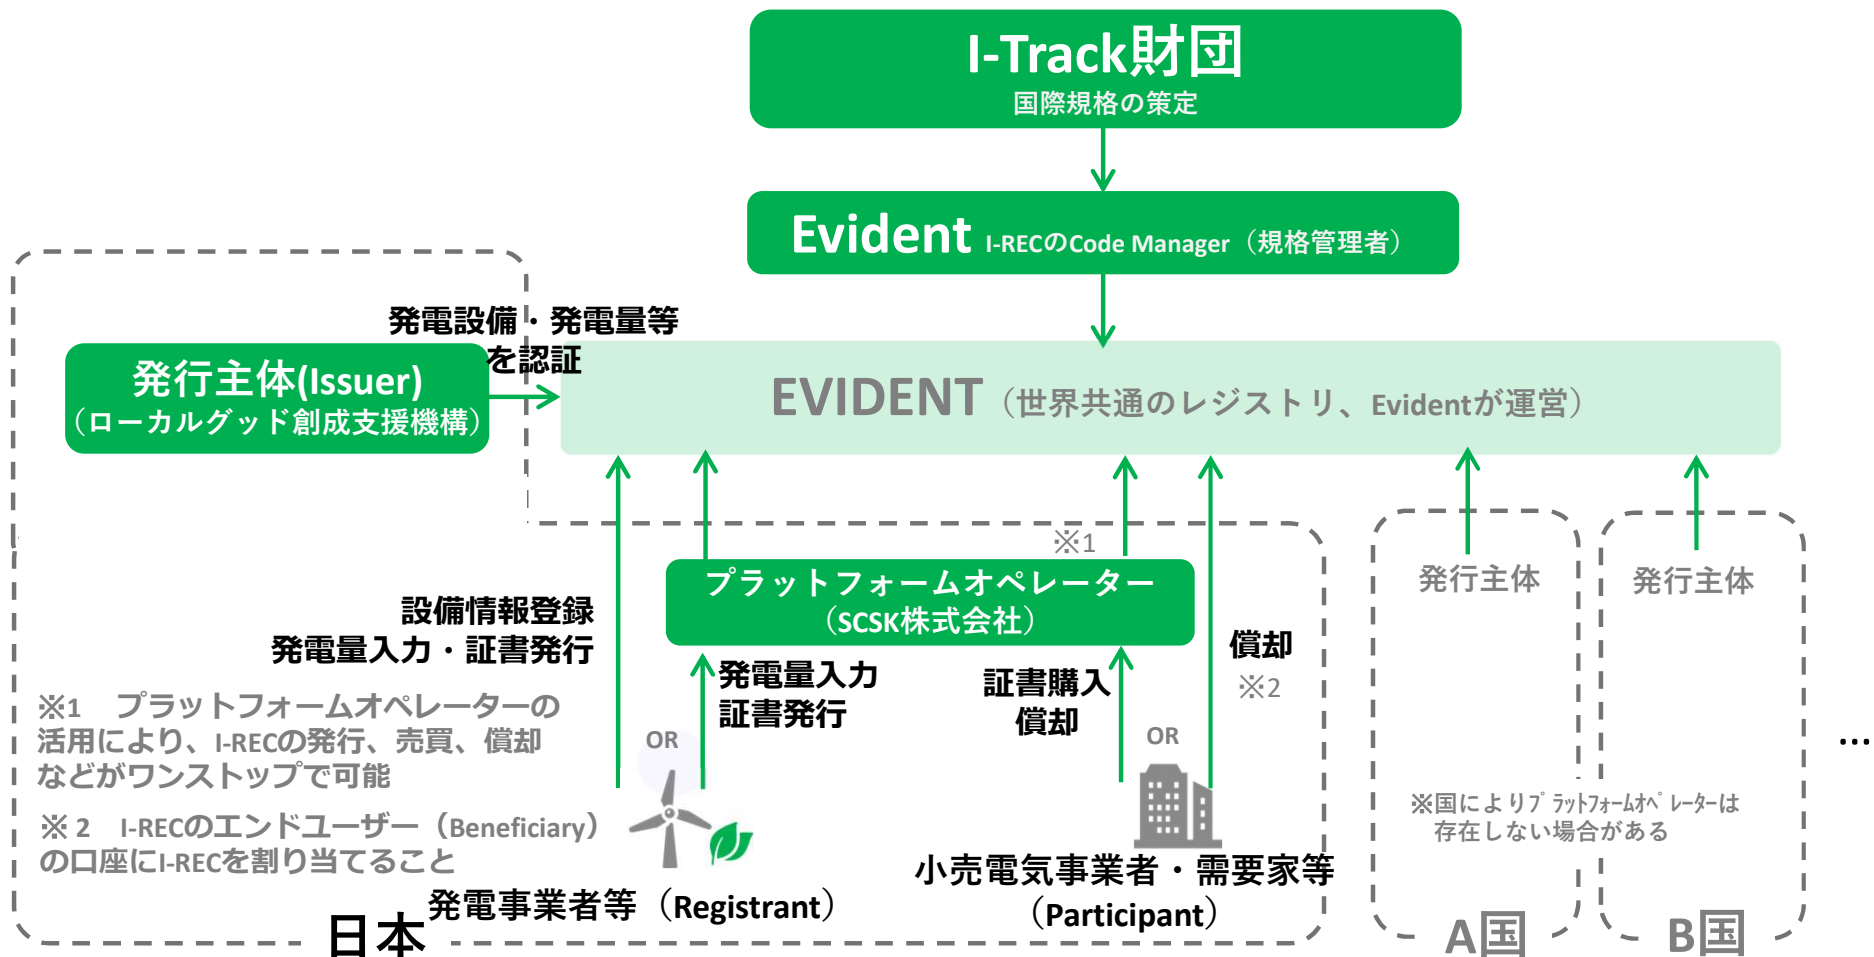 I-Track財団
国際規格の策定
Evident I-RECのCode Manager（規格管理者）
発電設備・発電量等
を認証
発行主体(Issuer)
（ローカルグッド創成支援機構）
EVIDENT（世界共通のレジストリ、Evidentが運営）
※1
プラットフォームオペレーター
（SCSK株式会社）
発行主体
発行主体
設備情報登録
発電量入力・証書発行
発電量入力
証書発行
証書購入
償却
償却
※2
※1　プラットフォームオペレーターの
活用により、I-RECの発行、売買、償却
などがワンストップで可能
※２　I-RECのエンドユーザー（Beneficiary）
の口座にI-RECを割り当てること
OR
OR
…
※国によりﾌﾟﾗｯﾄﾌｫｰﾑｵﾍﾟﾚｰﾀｰは
存在しない場合がある
発電事業者等（Registrant）
小売電気事業者・需要家等
（Participant）
日本
A国
B国